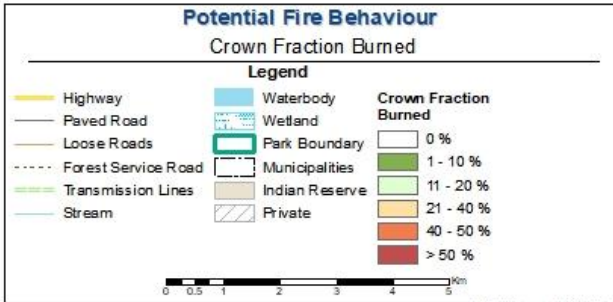 Potential Fire Behaviour
Crown Fraction Burned
Legend
Highway
Paved Road
Loose Roads
Forest Service Road
Transmission Lines
Stream
Waterbody
Wetland
Park Boundary
Municipalities
Indian Reserve
Private
Crown Fraction
Burned
0 %
1 - 10 %
11 - 20 %
21 - 40 %
40 - 50 %
> 50 %
Km
0 0.5 1 2 3 4 5